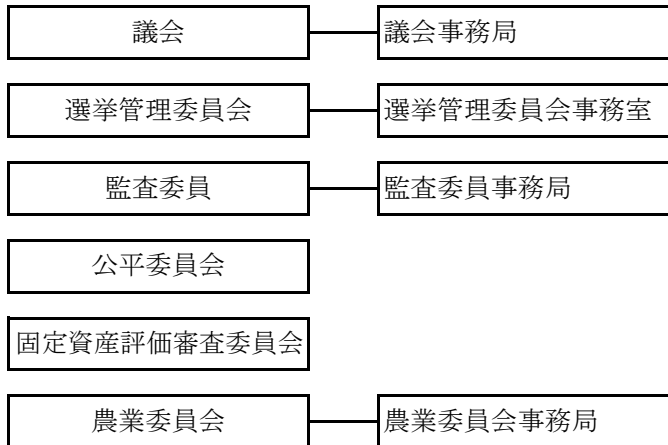 議会
議会事務局
選挙管理委員会
選挙管理委員会事務室
監査委員
監査委員事務局
公平委員会
固定資産評価審査委員会
農業委員会
農業委員会事務局